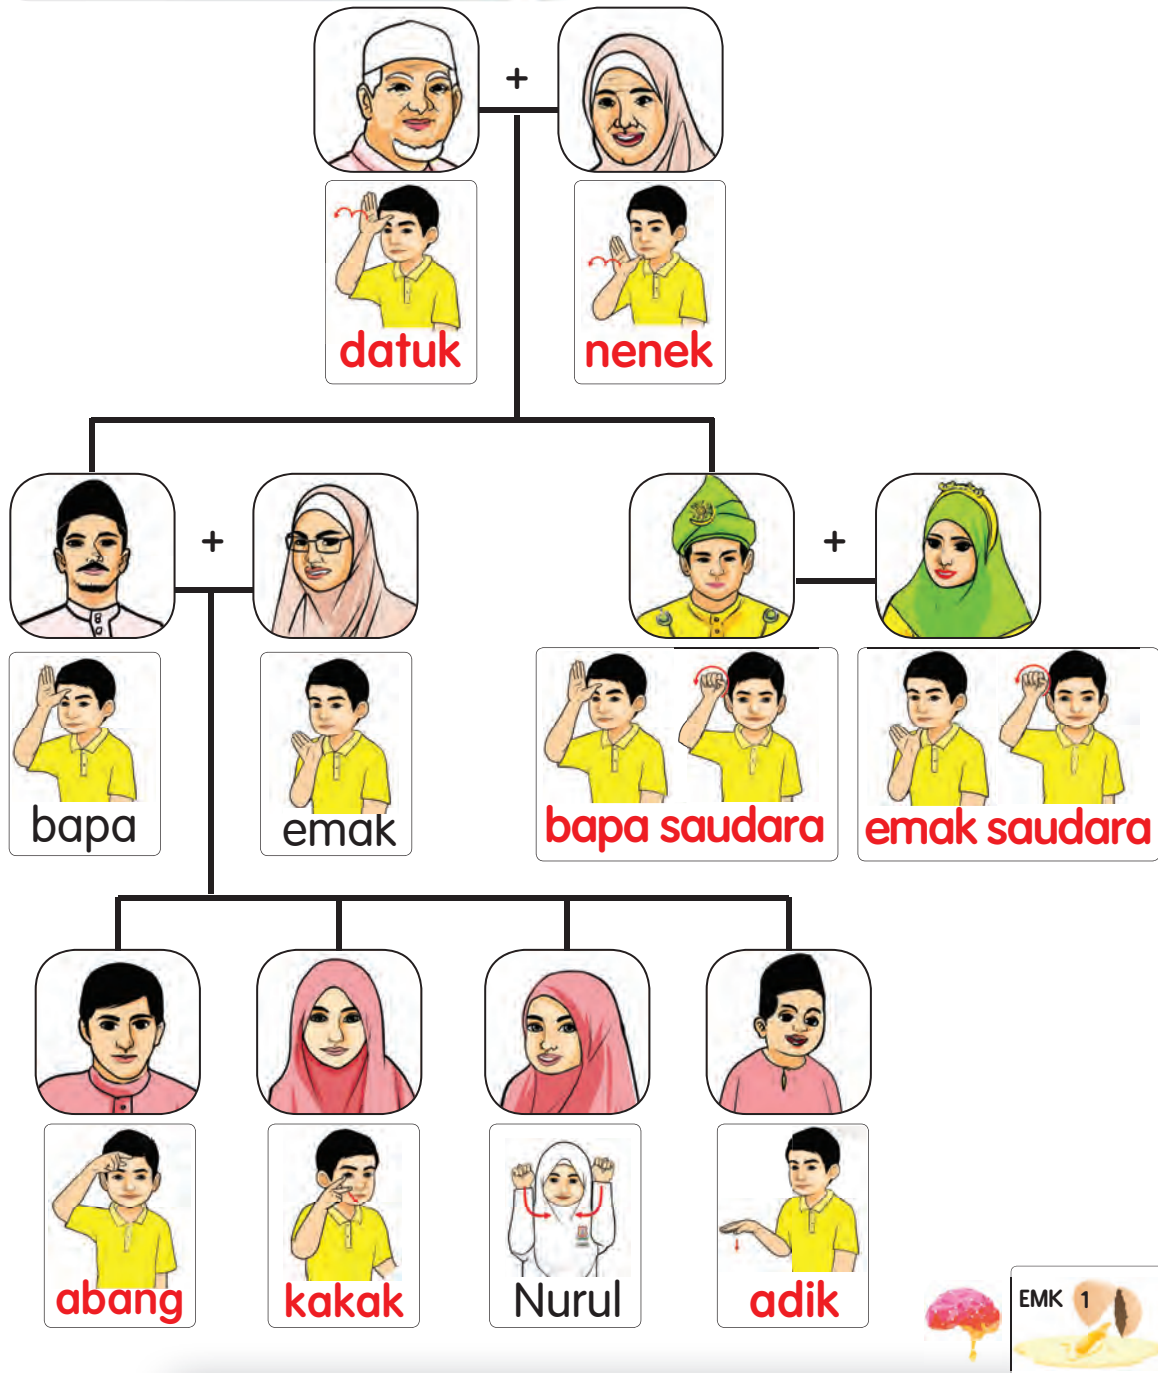 +
datuk
nenek
+
+
bapa
emak
bapa saudara
emak saudara
abang
kakak
Nurul
adik
EMK 1